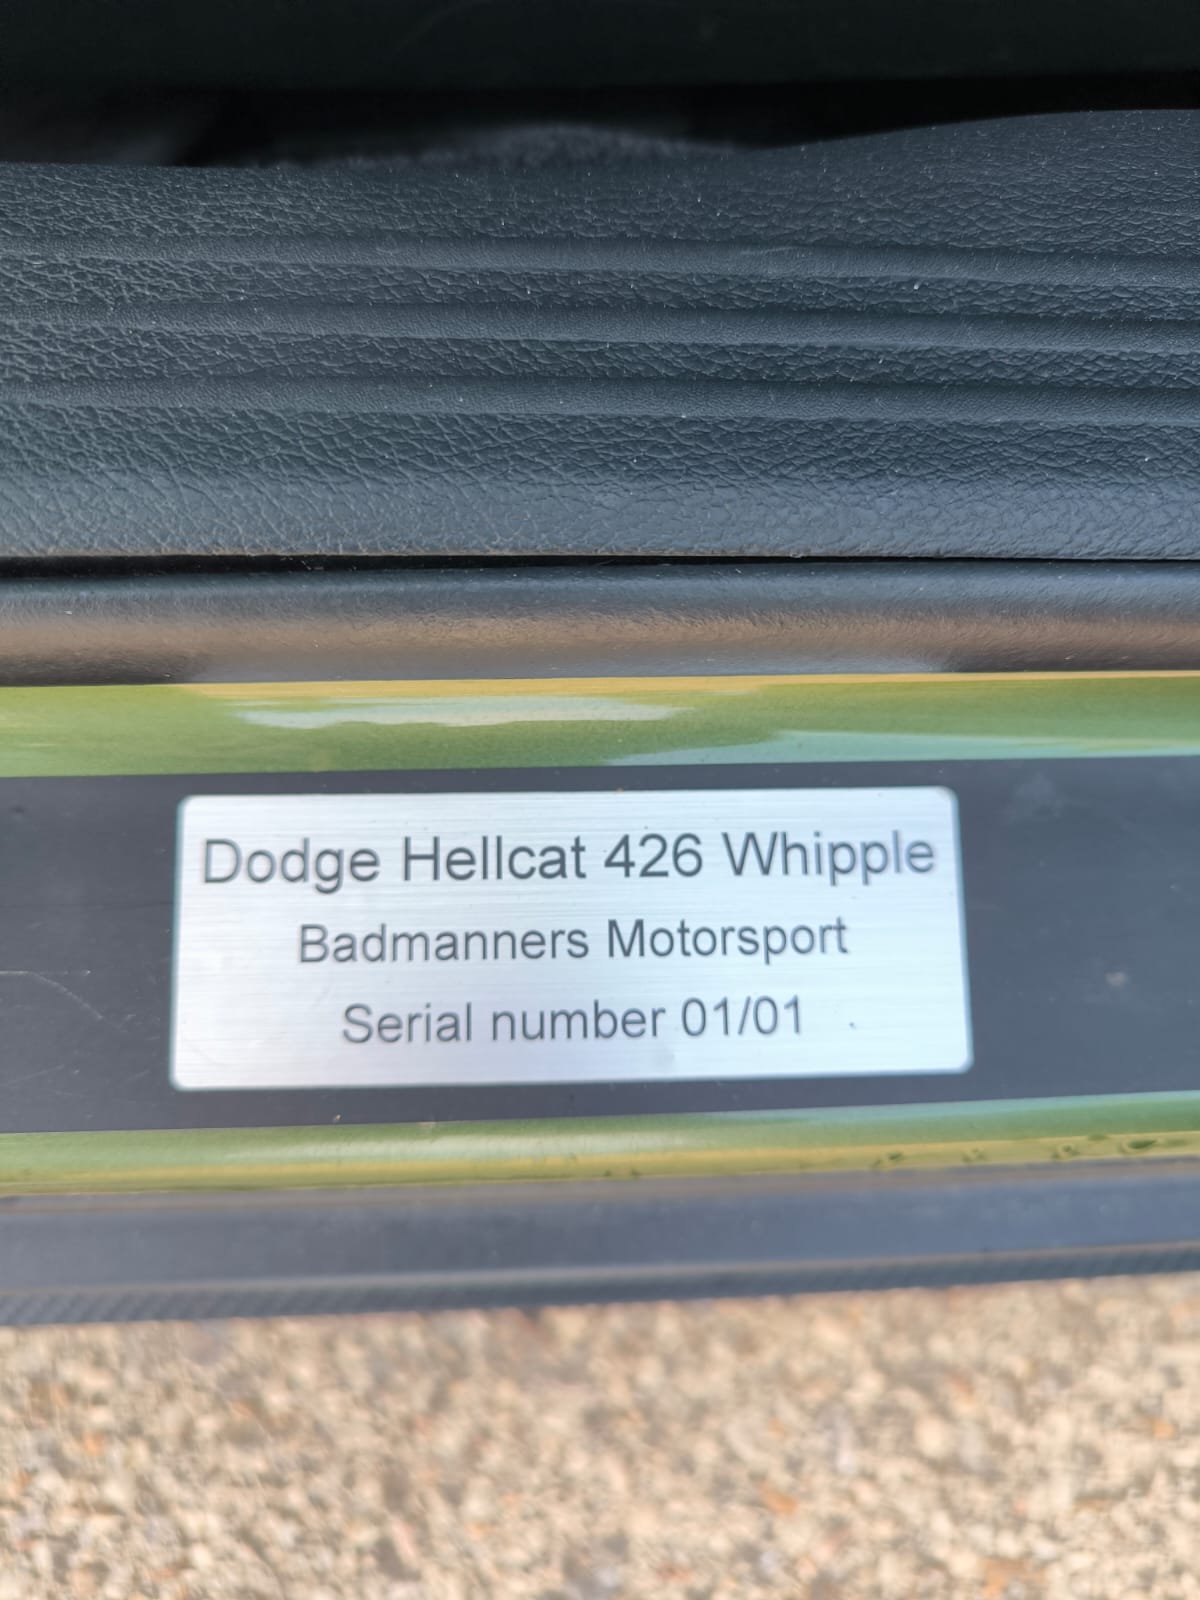 Dodge Hellcat 426 Whipple
Badmanners Motorsport
Serial number 01/01